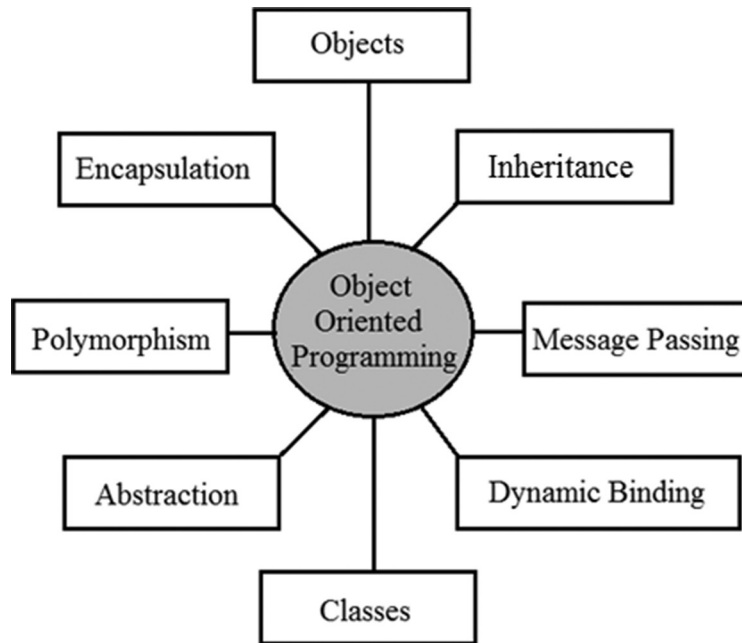 Objects
Encapsulation
Inheritance
Object
Oriented
Programming
Polymorphism
Message Passing
Abstraction
Dynamic Binding
Classes